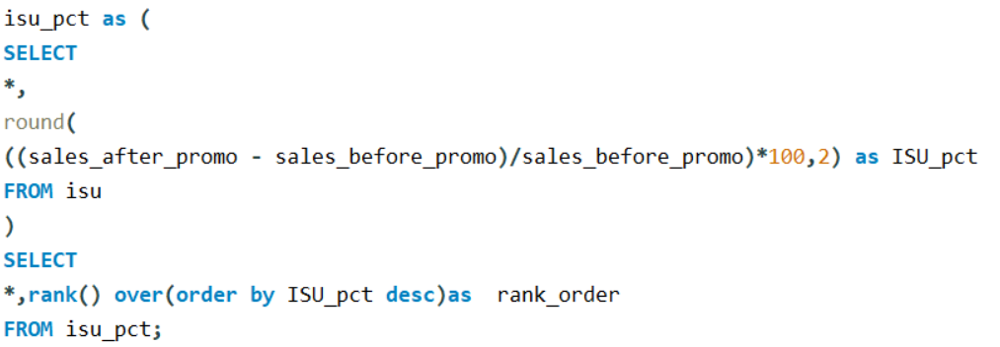 isu_pct as (
SELECT
*,
round(
((sales_after_promo - sales_before_promo)/sales_before_promo)*100,2) as ISU_pct
FROM isu
)
SELECT
*,rank() over(order by ISU_pct desc)as  rank_order
FROM isu_pct;